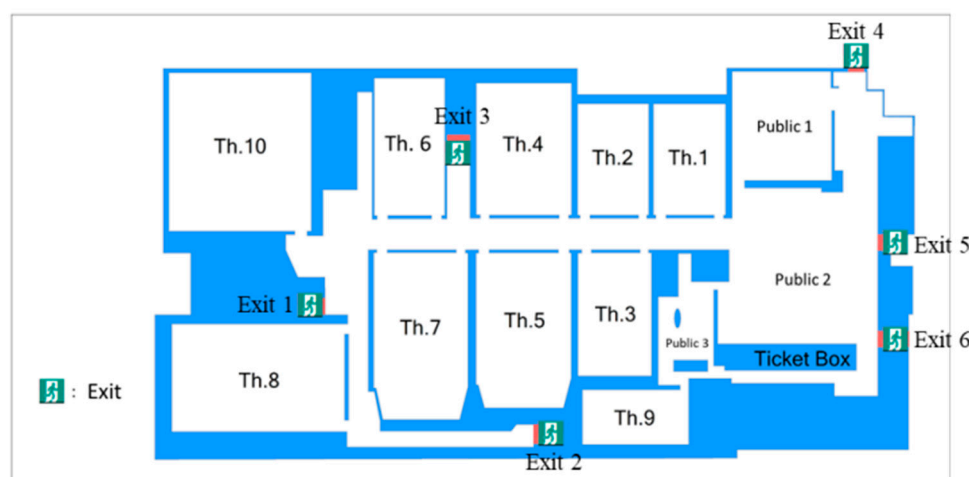 Exit 4
Exit 3
Public 1
Th.10
Th. 6
Th.4
Th.2
Th.1
Exit 5
Public 2
Exit 1
Th.7
Th.5
Th.3
Public 3
Exit 6
Ticket Box
Th.8
: Exit
Th.9
Exit 2